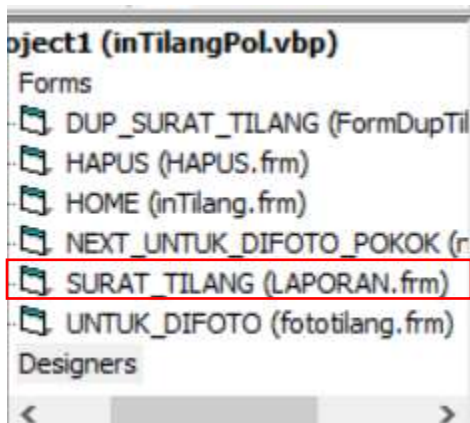 oject1 (inTilangPol.vbp)
Forms
DUP_SURAT_TILANG (FormDupTil
HAPUS (HAPUS.frm)
HOME (inTilang.frm)
NEXT_UNTUK_DIFOTO_POKOK (n
SURAT_TILANG (LAPORAN.frm)
UNTUK_DIFOTO (fototilang.frm)
Designers